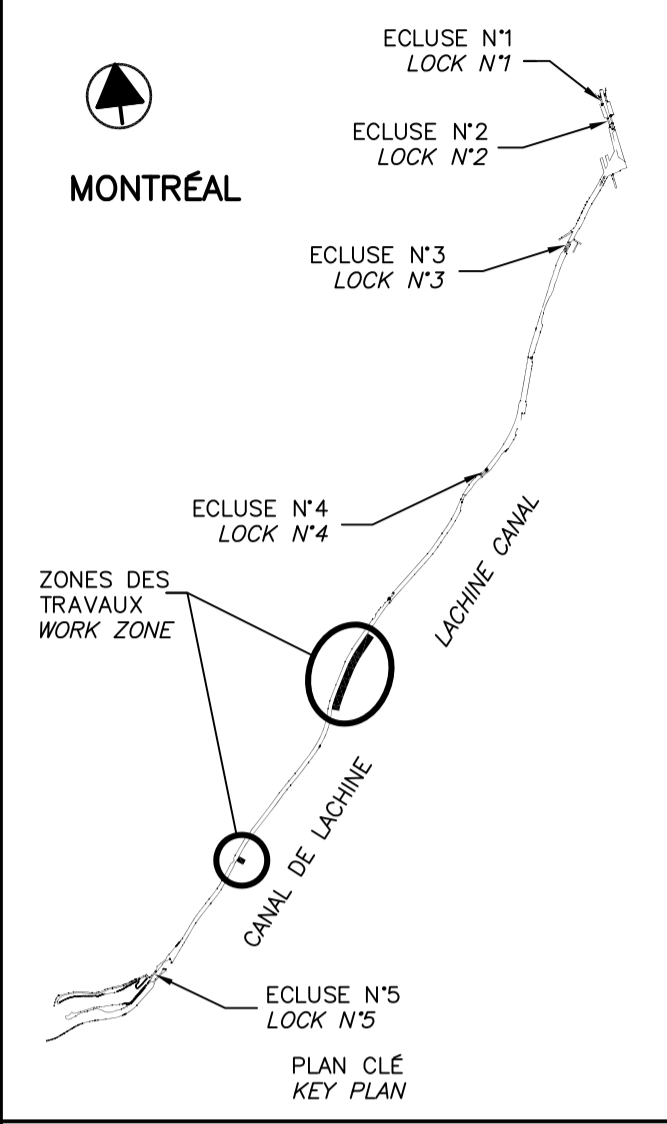 ECLUSE N°1
LOCK N°1
ECLUSE N°2
LOCK N°2
MONTRÉAL
ECLUSE N°3
LOCK N°3
ECLUSE N°4
LOCK N°4
LACHINE CANAL
ZONES DES
TRAVAUX
WORK ZONE
CANAL DE LACHINE
ECLUSE N°5
LOCK N°5
PLAN CLÉ
KEY PLAN